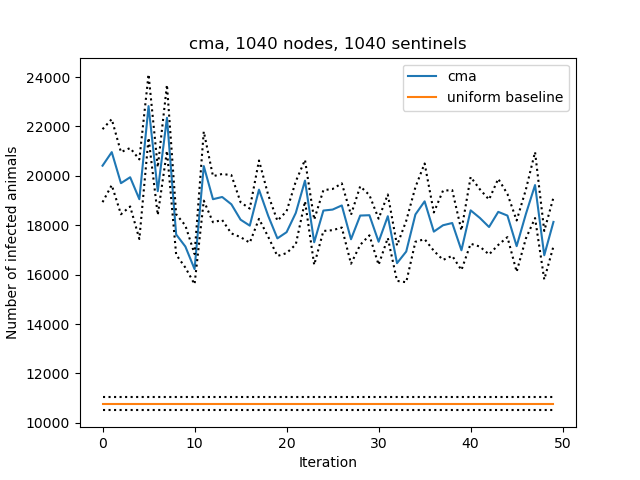 cma, 1040 nodes, 1040 sentinels
cma
uniform baseline
Number of infected animals
24000
22000
20000
18000
16000
14000
12000
10000
0
10
20
30
40
50
Iteration